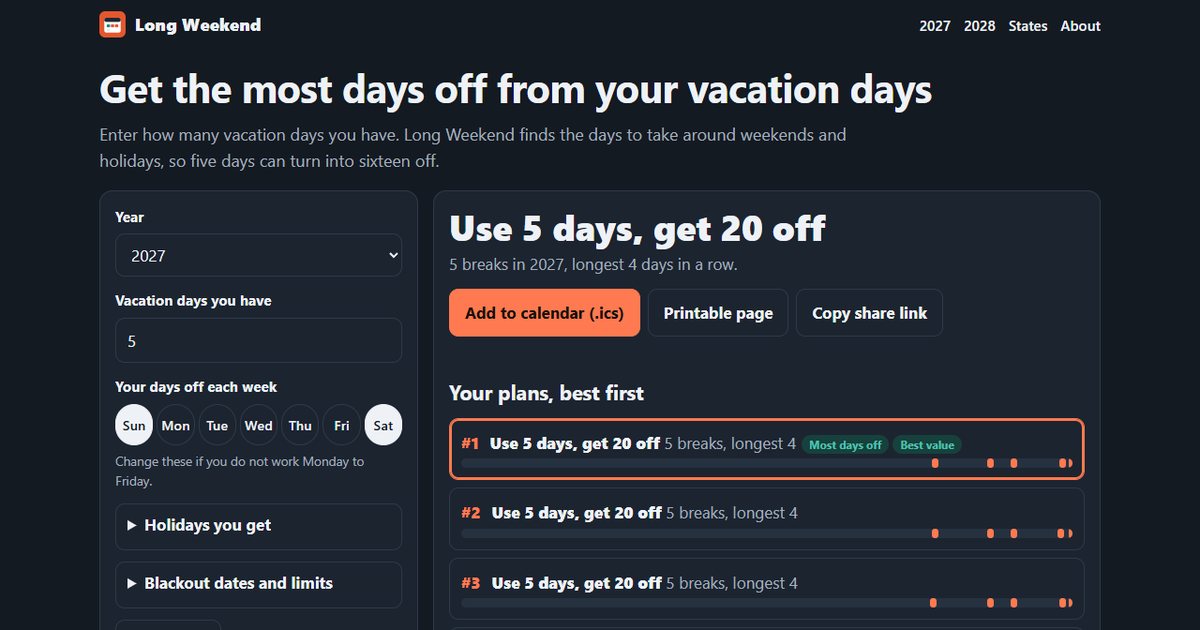 Long Weekend
2027 2028 States About
Get the most days off from your vacation days
Enter how many vacation days you have. Long Weekend finds the days to take around weekends and
holidays, so five days can turn into sixteen off.
Year
2027
Vacation days you have
5
Your days off each week
Sun Mon Tue Wed Thu Fri Sat
Change these if you do not work Monday to
Friday.
Holidays you get
Blackout dates and limits
Use 5 days, get 20 off
5 breaks in 2027, longest 4 days in a row.
Add to calendar (.ics) Printable page Copy share link
Your plans, best first
#1 Use 5 days, get 20 off 5 breaks, longest 4 Most days off Best value
#2 Use 5 days, get 20 off 5 breaks, longest 4
#3 Use 5 days, get 20 off 5 breaks, longest 4